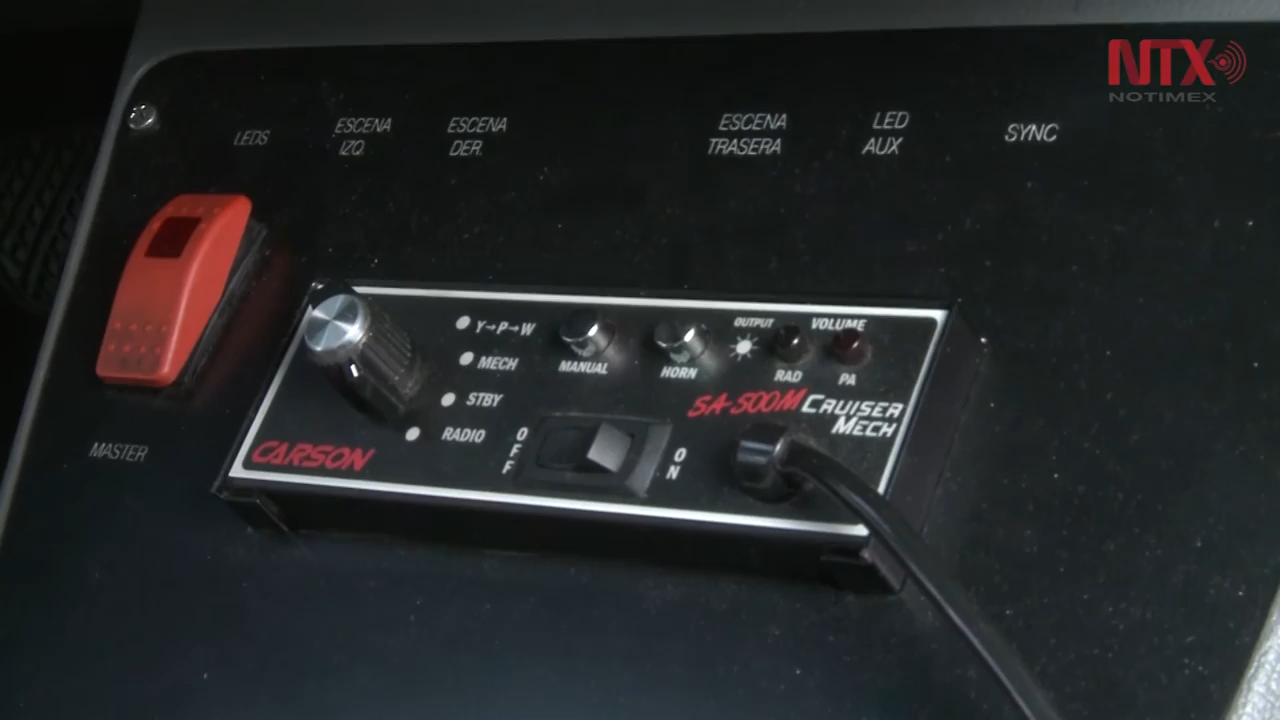 NTX
NOTIMEX
LEDS
ESCENA
IZQ.
ESCENA
DER.
ESCENA
TRASERA
LED
AUX
SYNC
MASTER
Y→P→W
MECH
STBY
RADIO
MANUAL
HORN
OUTPUT
VOLUME
RAD
PA
SA-500M CRUISER
MECH
CARSON
OFF
ON